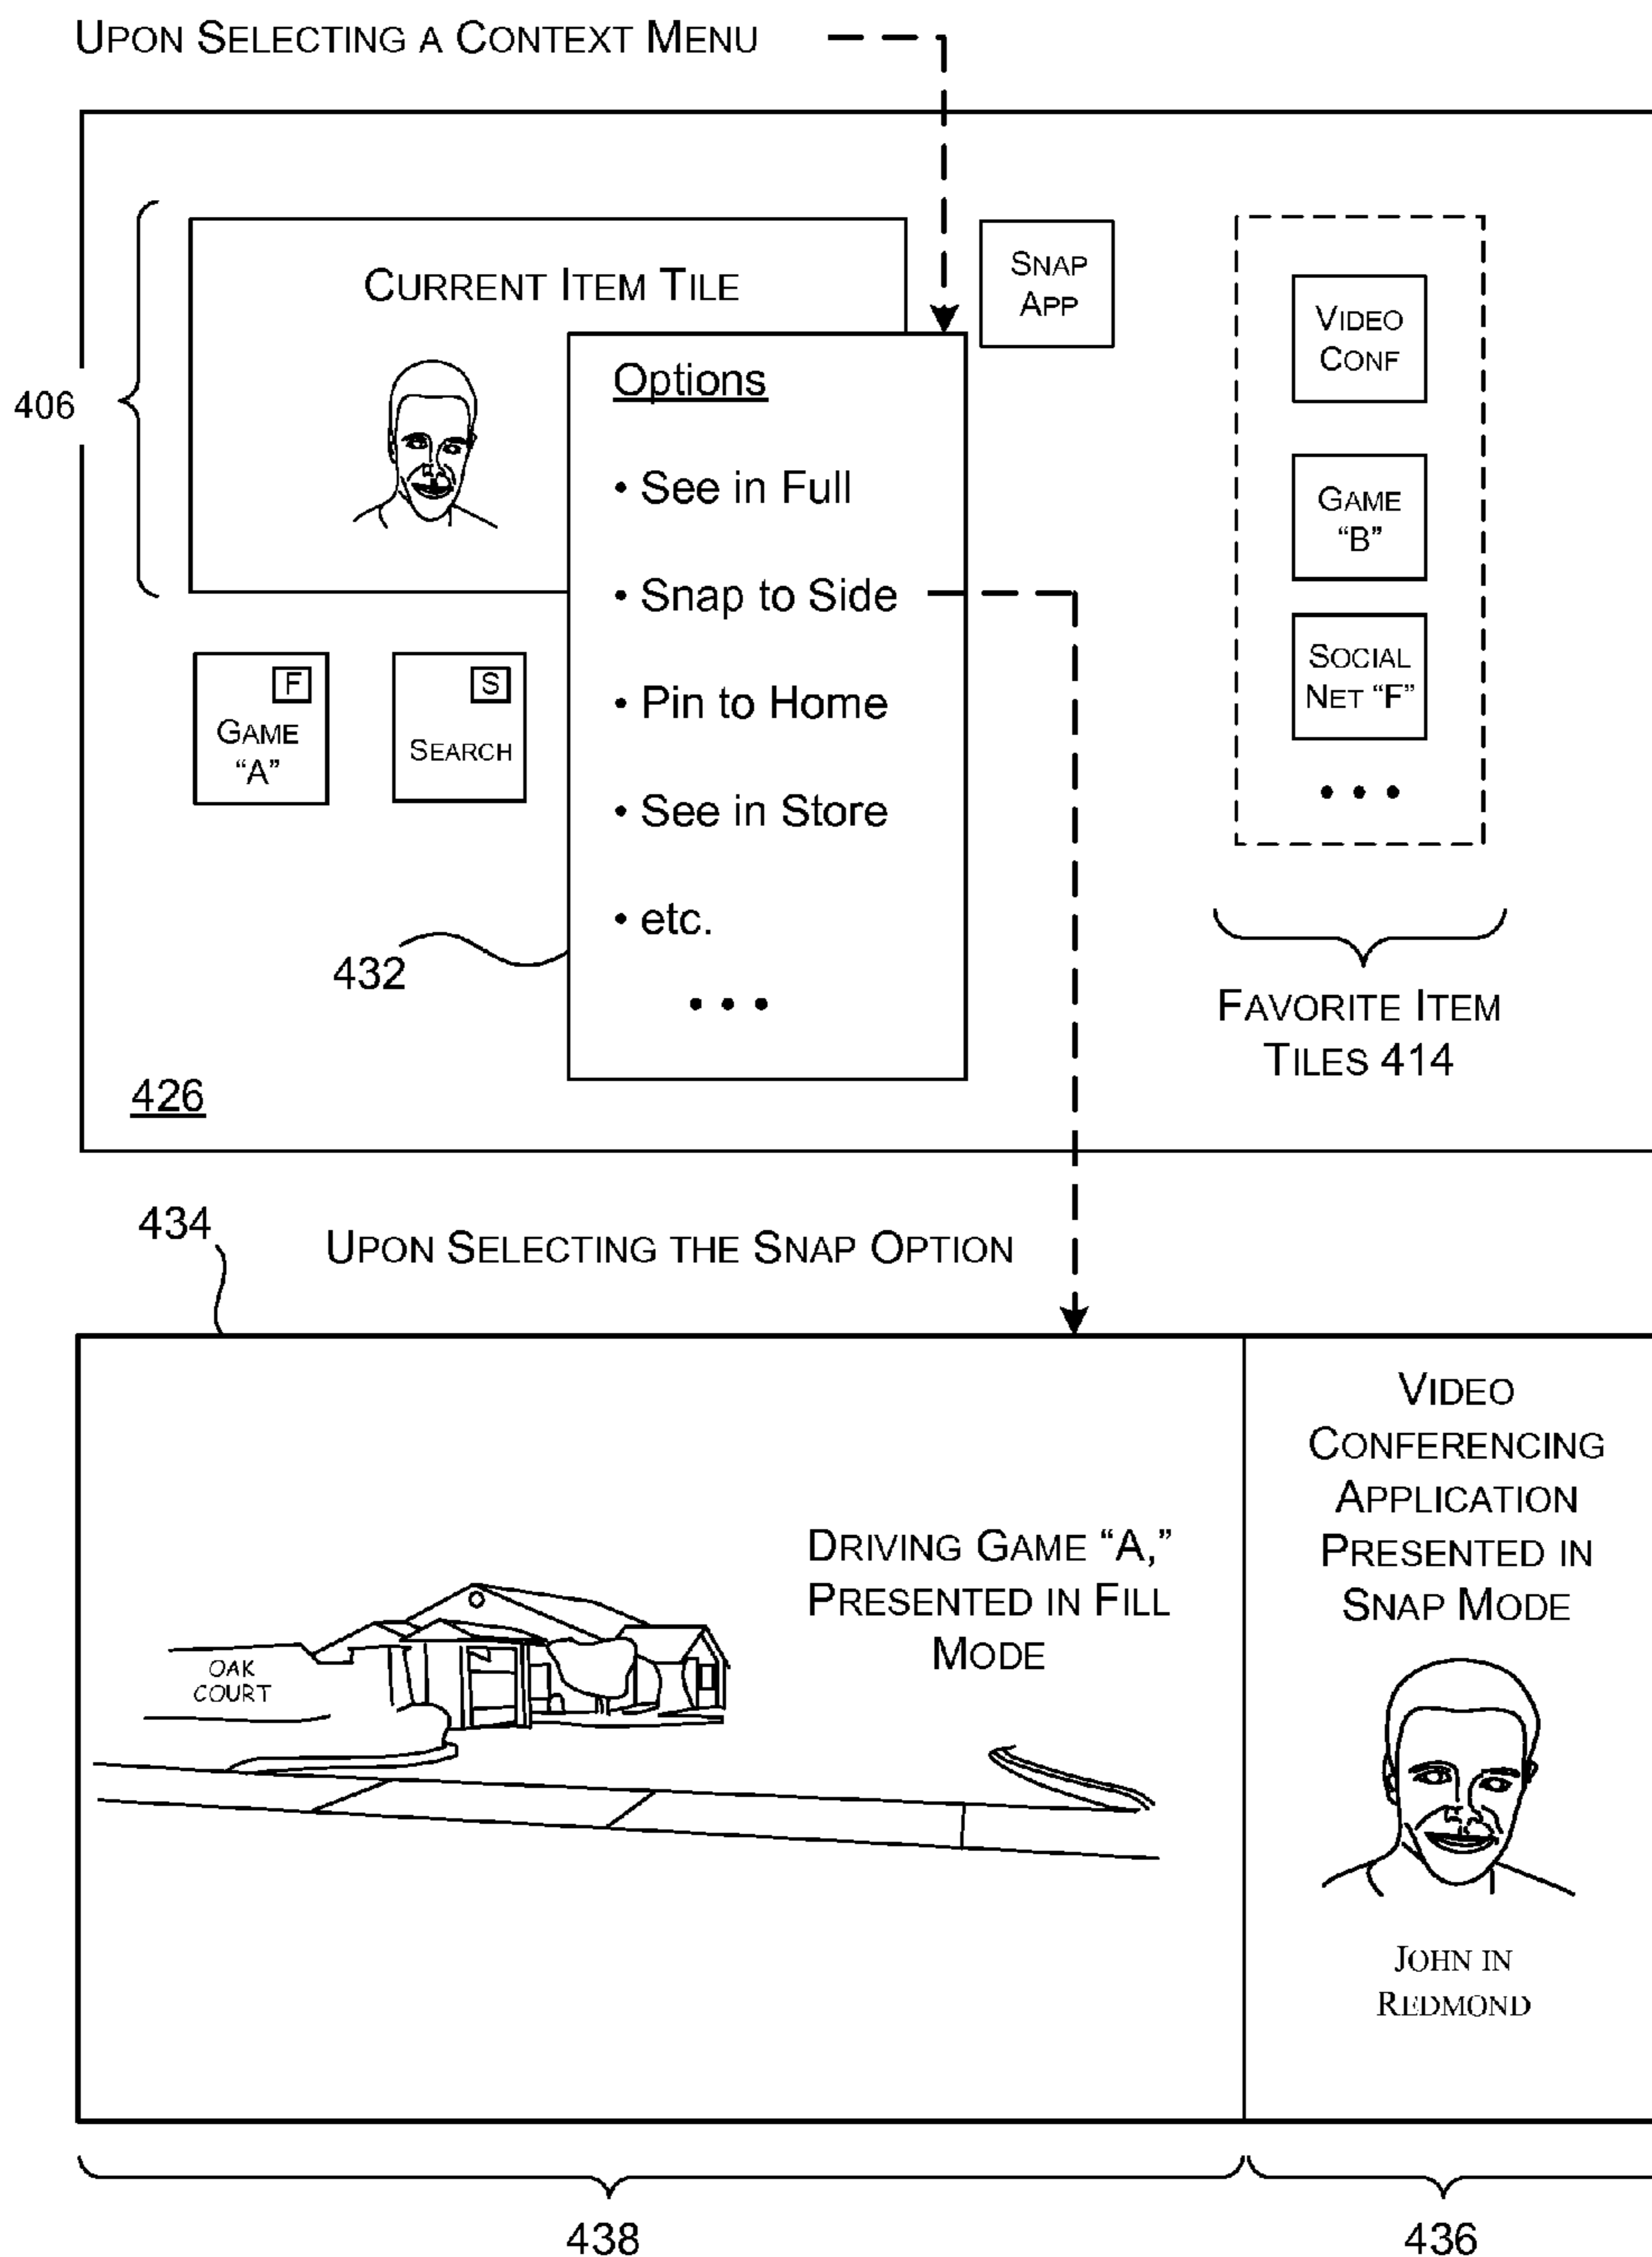 UPON SELECTING A CONTEXT MENU
406
CURRENT ITEM TILE
SNAP
APP
Options
• See in Full
• Snap to Side
• Pin to Home
• See in Store
• etc.
• • •
F
GAME
“A”
S
SEARCH
VIDEO
CONF
GAME
“B”
SOCIAL
NET “F”
• • •
432
FAVORITE ITEM
TILES 414
426
434
UPON SELECTING THE SNAP OPTION
OAK
COURT
DRIVING GAME “A,”
PRESENTED IN FILL
MODE
VIDEO
CONFERENCING
APPLICATION
PRESENTED IN
SNAP MODE
JOHN IN
REDMOND
438
436